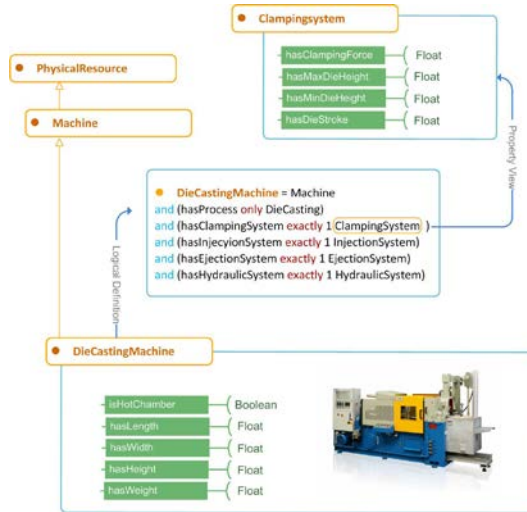 Clampingsystem
hasClampingForce Float
hasMaxDieHeight Float
hasMinDieHeight Float
hasDieStroke Float
PhysicalResource
Machine
Property View
DieCastingMachine = Machine
and (hasProcess only DieCasting)
and (hasClampingSystem exactly 1 ClampingSystem )
and (hasInjecyionSystem exactly 1 InjectionSystem)
and (hasEjectionSystem exactly 1 EjectionSystem)
and (hasHydraulicSystem exactly 1 HydraulicSystem)
Logical Definition
DieCastingMachine
isHotChamber Boolean
hasLength Float
hasWidth Float
hasHeight Float
hasWeight Float